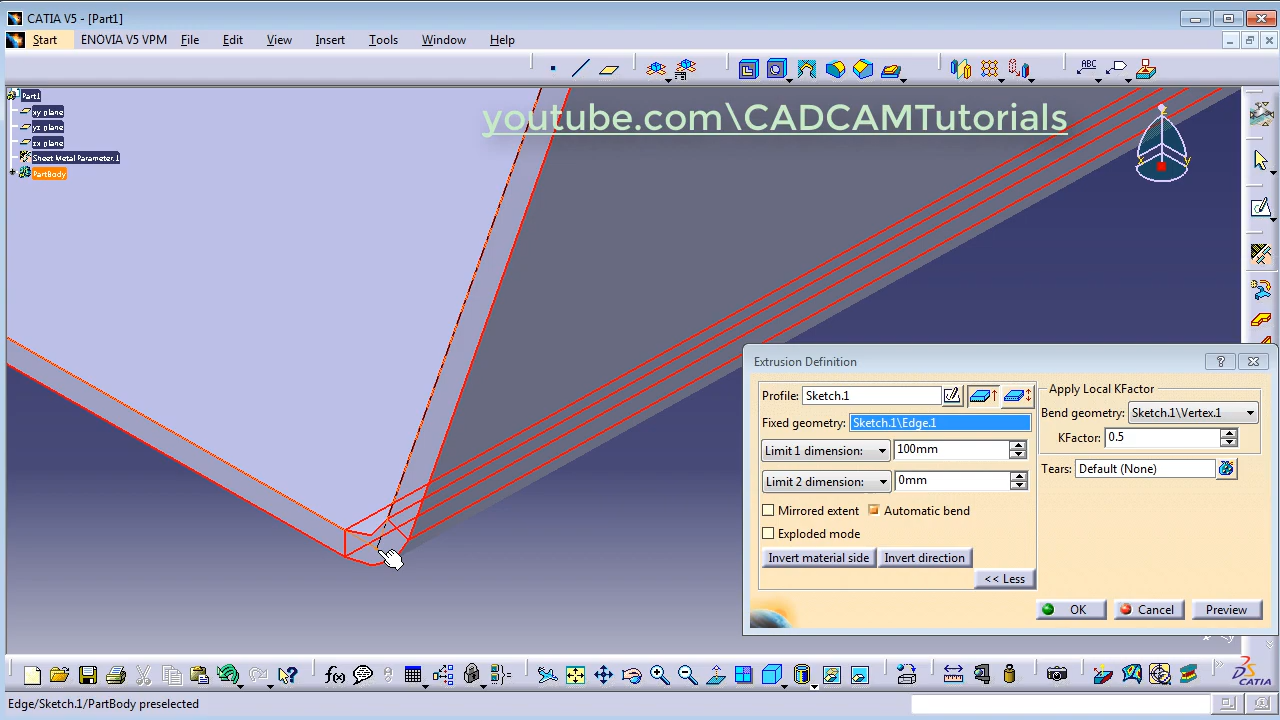 CATIA V5 - [Part1]
Start ENOVIA V5 VPM File Edit View Insert Tools Window Help
ABC
youtube.com\CADCAMTutorials
Part1
xy plane
yz plane
zx plane
Sheet Metal Parameter.1
PartBody
Extrusion Definition
Profile: Sketch.1
Fixed geometry: Sketch.1\Edge.1
Limit 1 dimension: 100mm
Limit 2 dimension: 0mm
Mirrored extent Automatic bend
Exploded mode
Invert material side Invert direction
<< Less
Apply Local KFactor
Bend geometry: Sketch.1\Vertex.1
KFactor: 0.5
Tears: Default (None)
OK Cancel Preview
f(x)
CATIA
Edge/Sketch.1/PartBody preselected